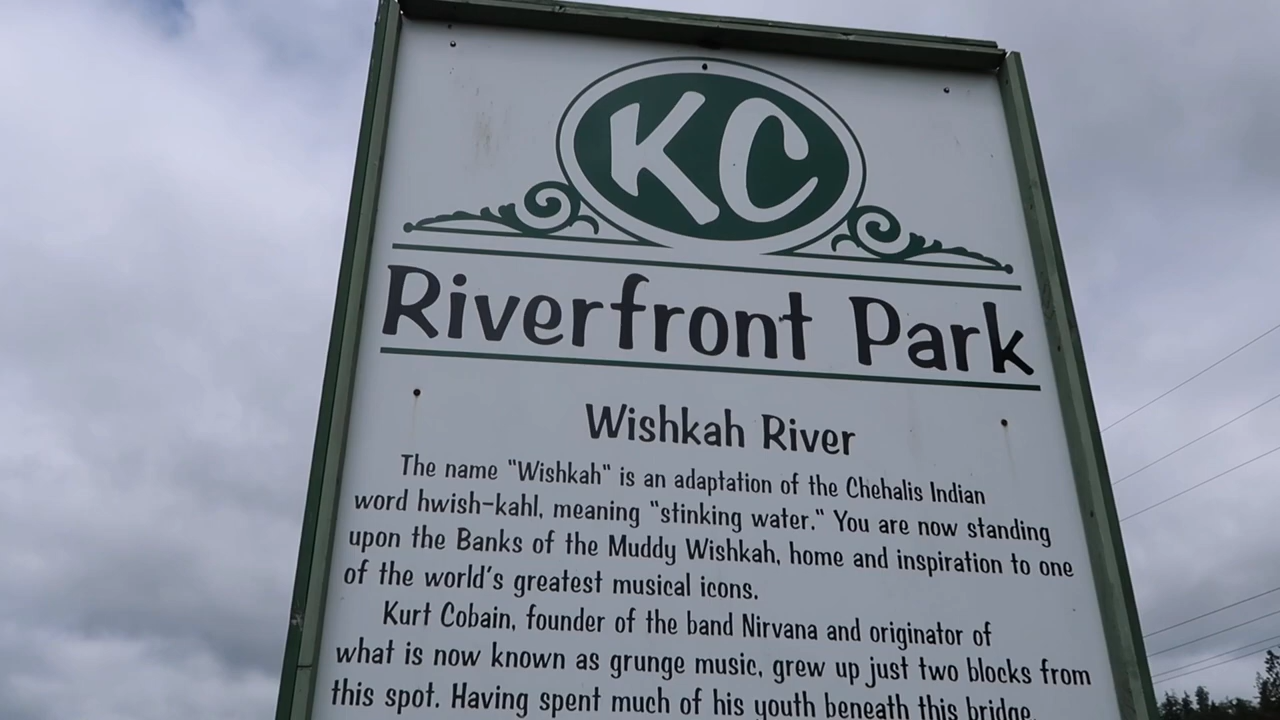 KC
Riverfront Park
Wishkah River
The name "Wishkah" is an adaptation of the Chehalis Indian
word hwish-kahl, meaning "stinking water." You are now standing
upon the Banks of the Muddy Wishkah, home and inspiration to one
of the world's greatest musical icons.
Kurt Cobain, founder of the band Nirvana and originator of
what is now known as grunge music, grew up just two blocks from
this spot. Having spent much of his youth beneath this bridge,